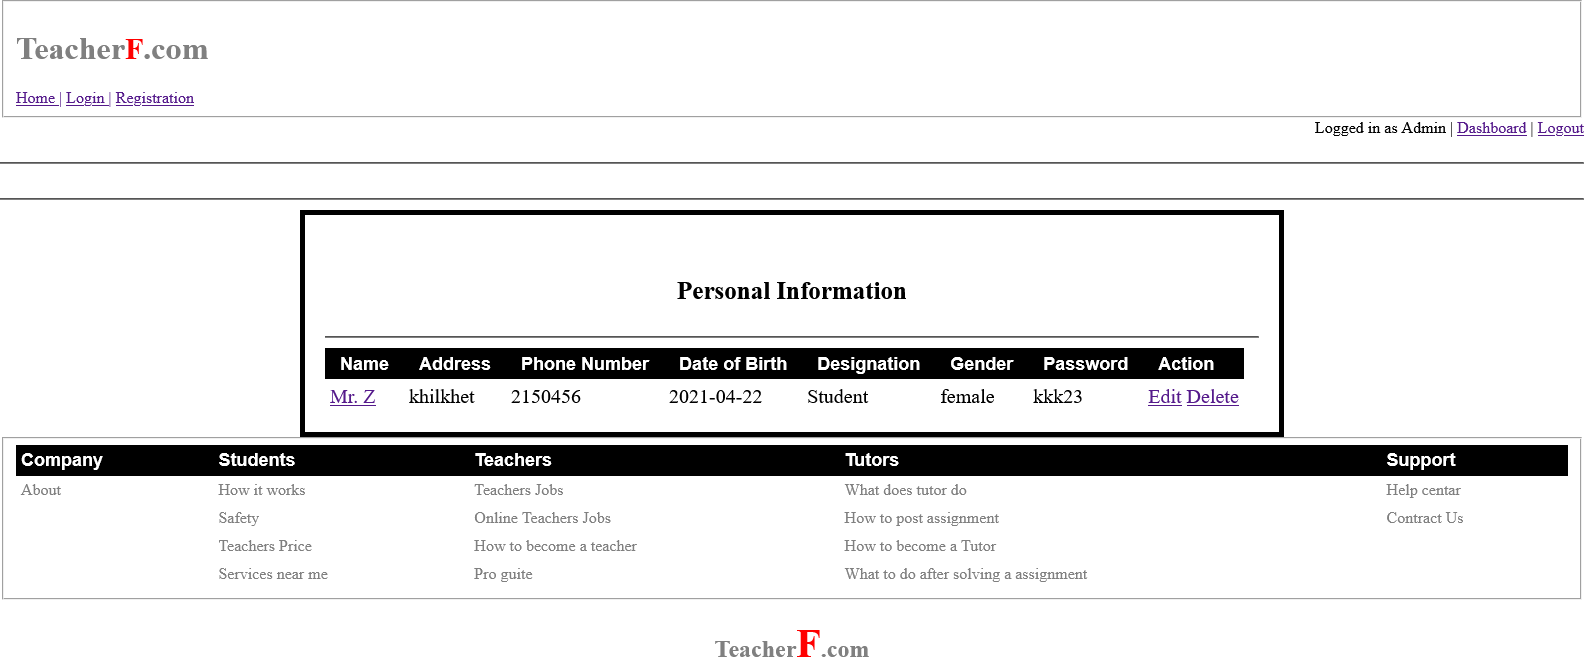 TeacherF.com
Home | Login | Registration
Logged in as Admin | Dashboard | Logout
Personal Information
Name Address Phone Number Date of Birth Designation Gender Password Action
Mr. Z khilkhet 2150456 2021-04-22 Student female kkk23 Edit Delete
Company Students Teachers Tutors Support
About How it works Teachers Jobs What does tutor do Help centar
Safety Online Teachers Jobs How to post assignment Contract Us
Teachers Price How to become a teacher How to become a Tutor
Services near me Pro guite What to do after solving a assignment
TeacherF.com